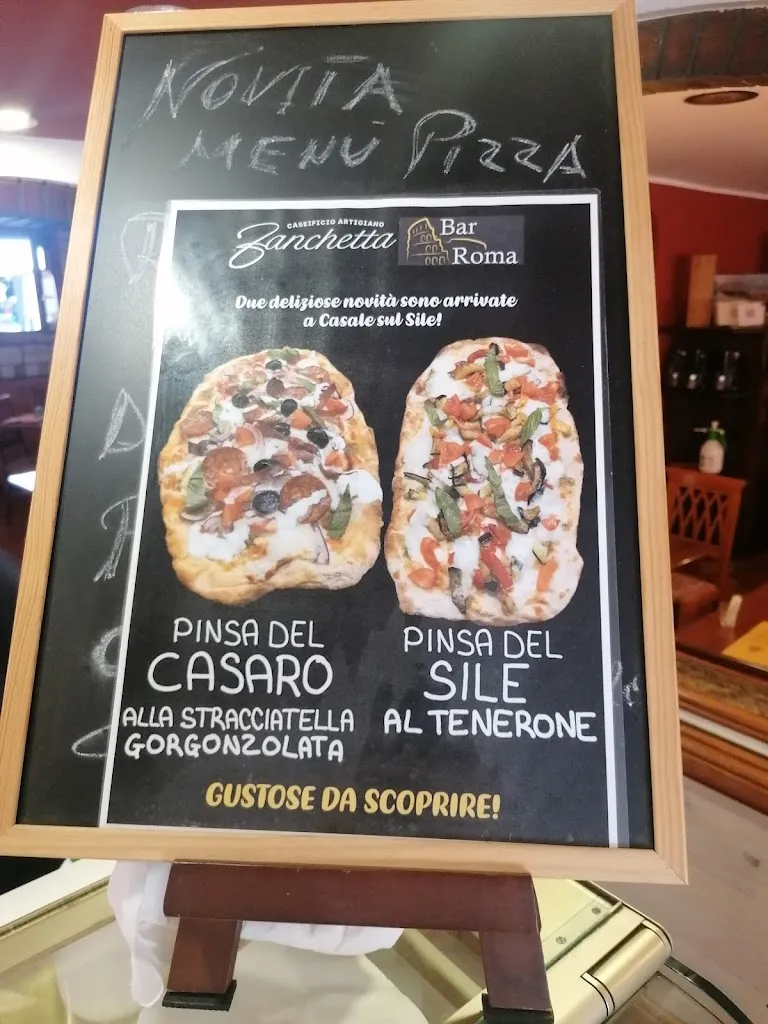 NOVITÀ
MENÙ PIZZA
CASEIFICIO ARTIGIANO
Zanchetta
Bar
Roma
Due deliziose novità sono arrivate
a Casale sul Sile!
PINSA DEL
CASARO
ALLA STRACCIATELLA
GORGONZOLATA
PINSA DEL
SILE
AL TENERONE
GUSTOSE DA SCOPRIRE!